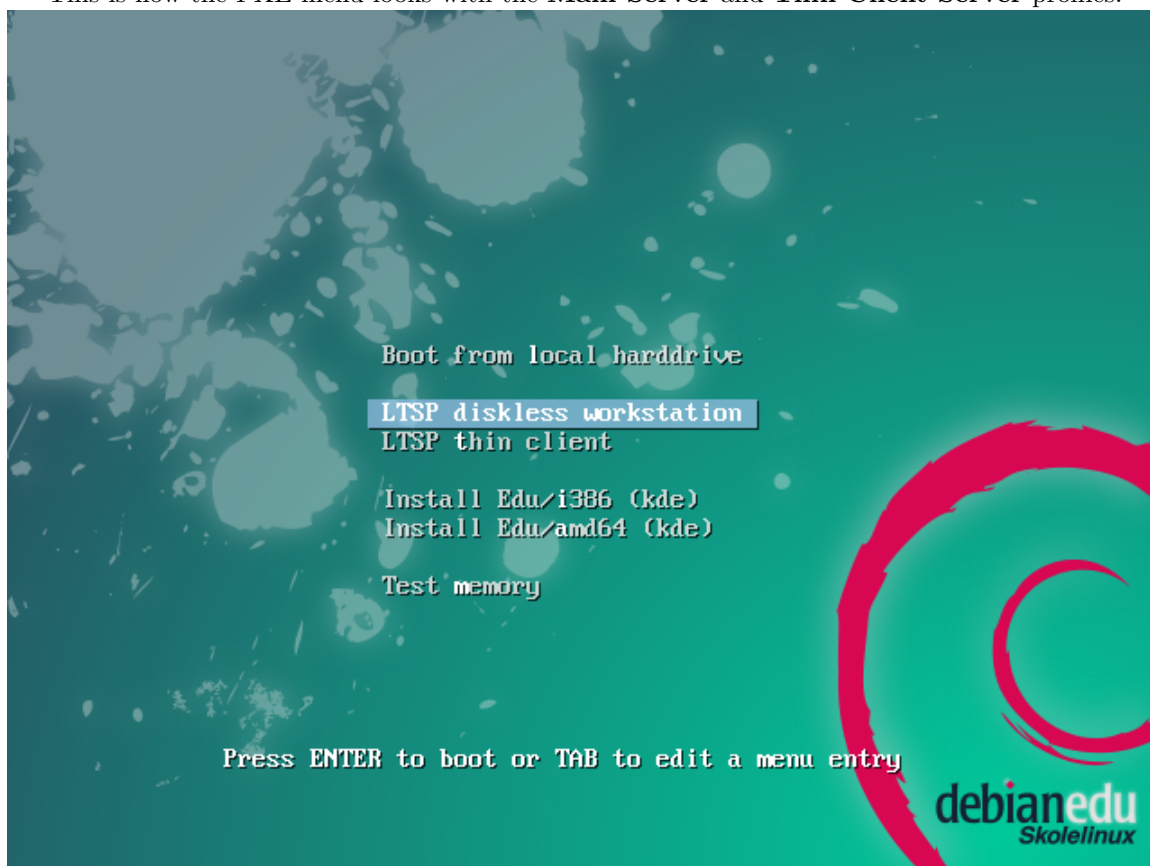 This is how the PXE menu looks with the Main Server and Thin Client Server profiles:
Boot from local harddrive
LTSP diskless workstation
LTSP thin client
Install Edu/i386 (kde)
Install Edu/amd64 (kde)
Test memory
Press ENTER to boot or TAB to edit a menu entry
debianedu
Skolelinux